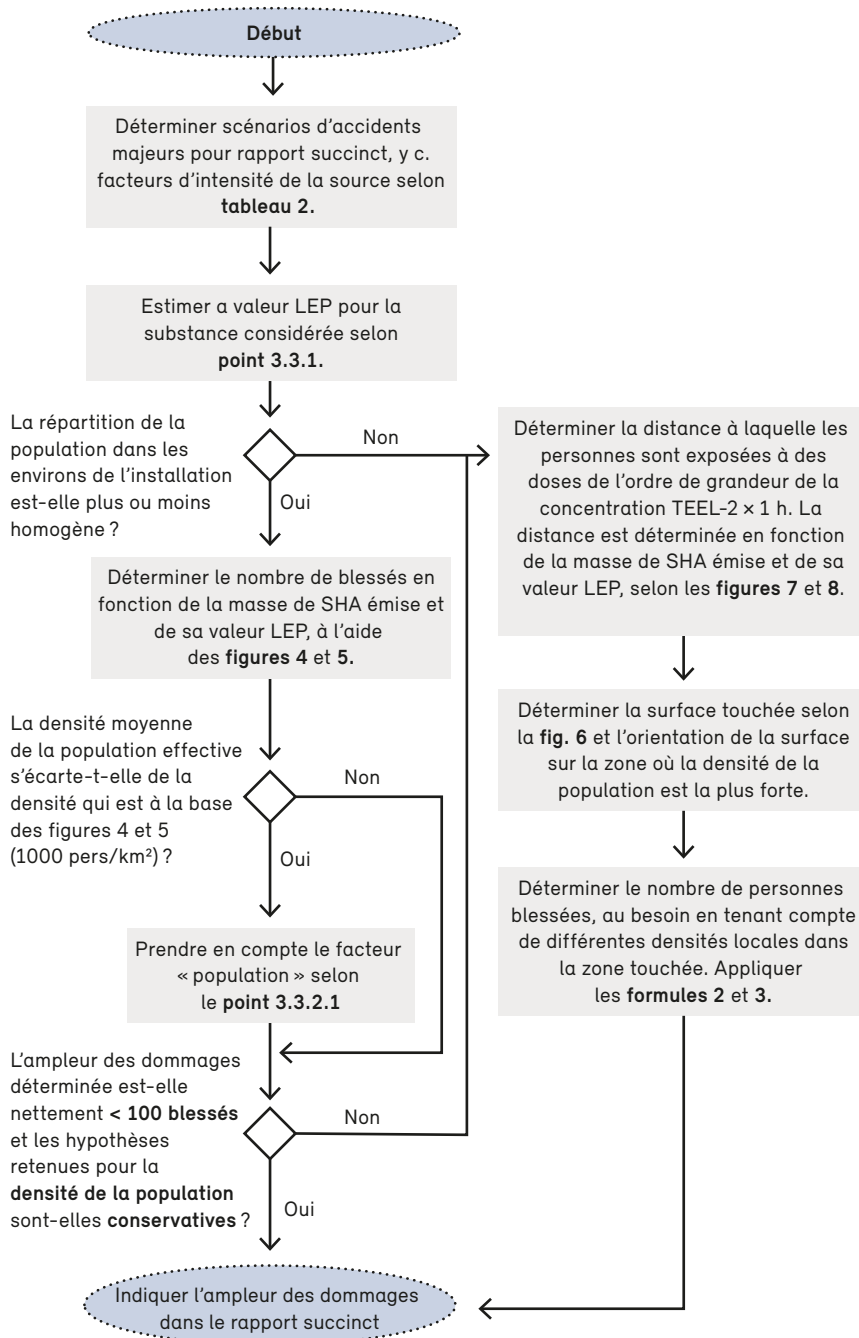 Début
Déterminer scénarios d’accidents
majeurs pour rapport succinct, y c.
facteurs d’intensité de la source selon
tableau 2.
Estimer a valeur LEP pour la
substance considérée selon
point 3.3.1.
La répartition de la
population dans les
environs de l’installation
est-elle plus ou moins
homogène ?
Non
Oui
Déterminer le nombre de blessés en
fonction de la masse de SHA émise et
de sa valeur LEP, à l’aide
des figures 4 et 5.
La densité moyenne
de la population effective
s’écarte-t-elle de la
densité qui est à la base
des figures 4 et 5
(1000 pers/km²) ?
Non
Oui
Prendre en compte le facteur
« population » selon
le point 3.3.2.1
L’ampleur des dommages
déterminée est-elle
nettement < 100 blessés
et les hypothèses
retenues pour la
densité de la population
sont-elles conservatives ?
Non
Oui
Déterminer la distance à laquelle les
personnes sont exposées à des
doses de l’ordre de grandeur de la
concentration TEEL-2 × 1 h. La
distance est déterminée en fonction
de la masse de SHA émise et de sa
valeur LEP, selon les figures 7 et 8.
Déterminer la surface touchée selon
la fig. 6 et l’orientation de la surface
sur la zone où la densité de la
population est la plus forte.
Déterminer le nombre de personnes
blessées, au besoin en tenant compte
de différentes densités locales dans
la zone touchée. Appliquer
les formules 2 et 3.
Indiquer l’ampleur des dommages
dans le rapport succinct